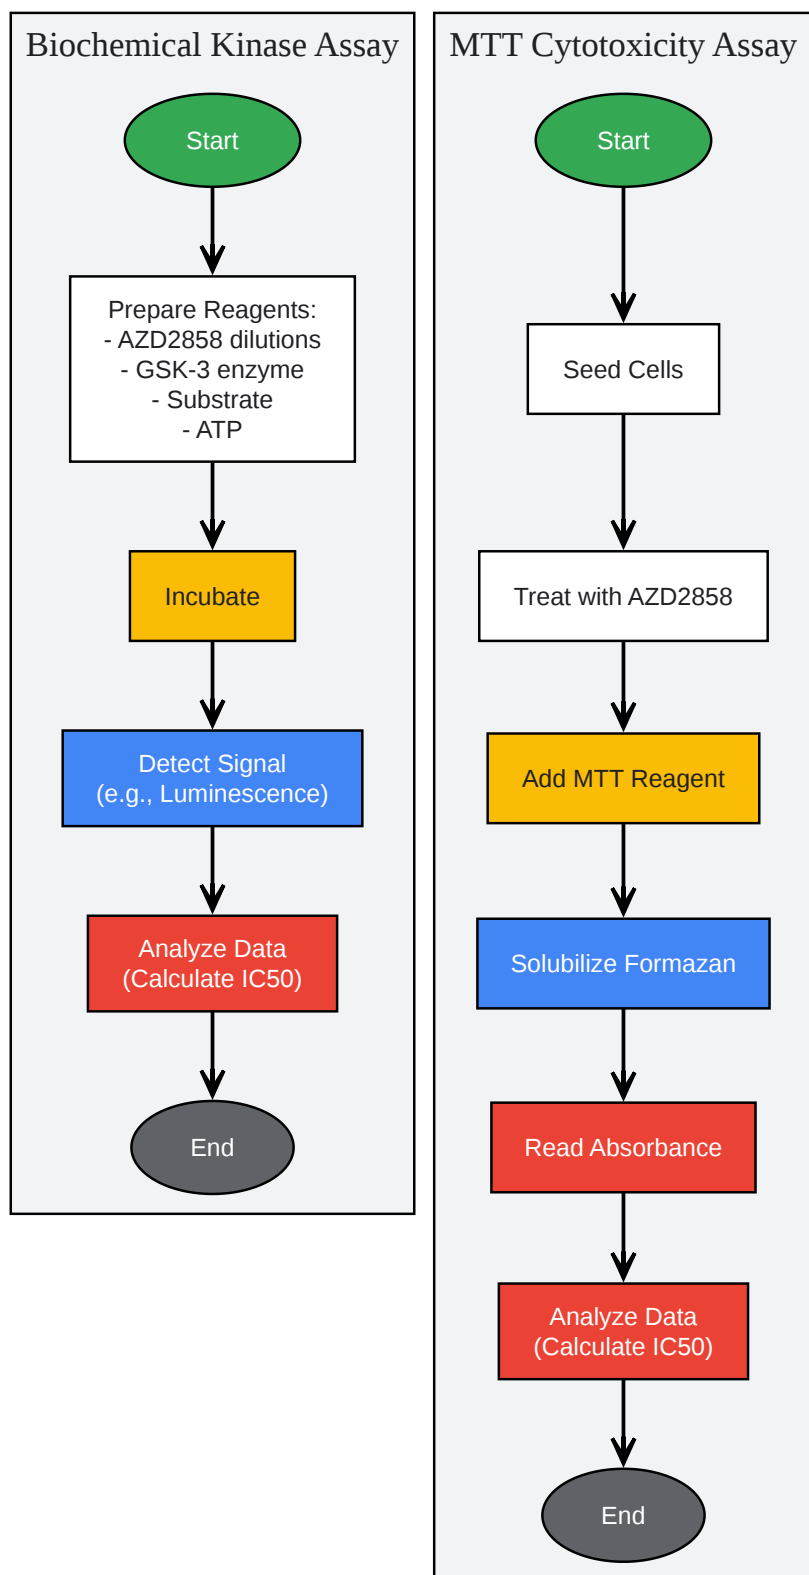 Biochemical Kinase Assay
Start
Prepare Reagents:
- AZD2858 dilutions
- GSK-3 enzyme
- Substrate
- ATP
Incubate
Detect Signal
(e.g., Luminescence)
Analyze Data
(Calculate IC50)
End
MTT Cytotoxicity Assay
Start
Seed Cells
Treat with AZD2858
Add MTT Reagent
Solubilize Formazan
Read Absorbance
Analyze Data
(Calculate IC50)
End